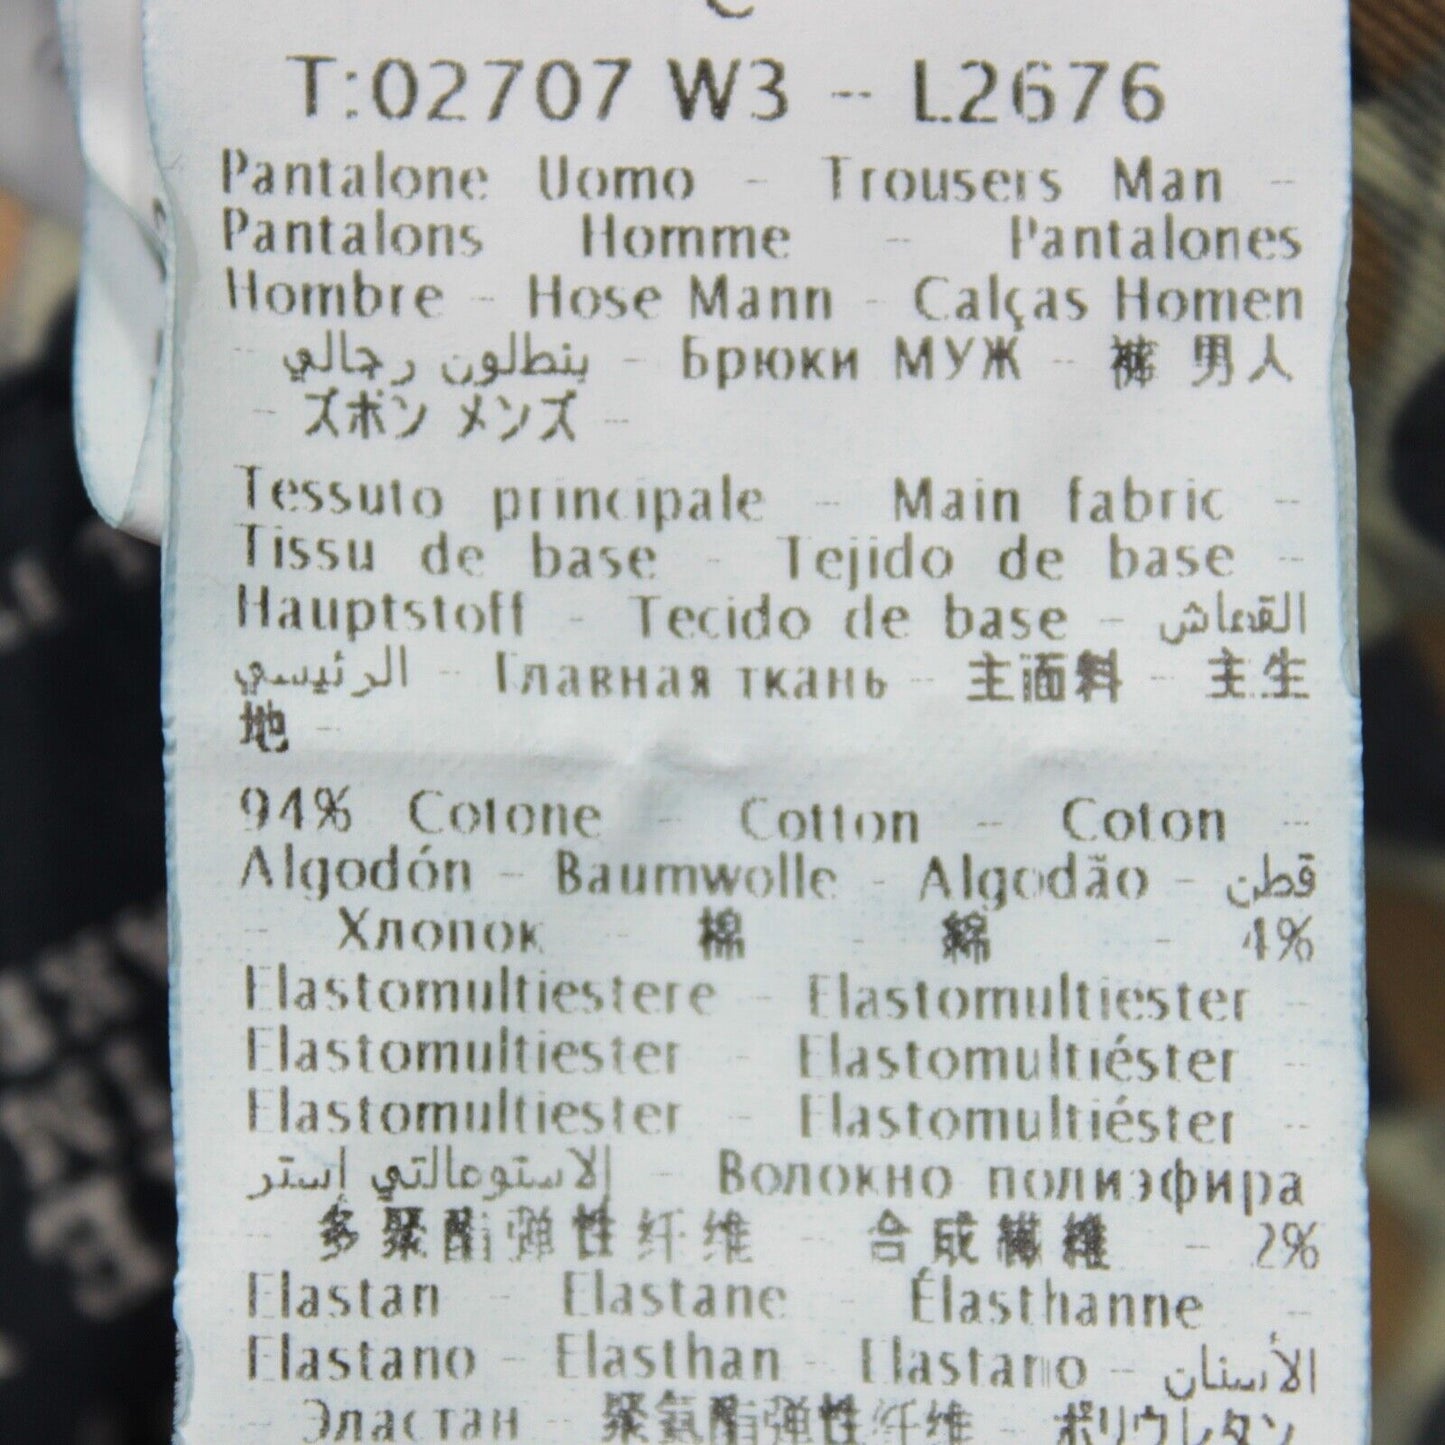 T:02707 W3 -- L2676
Pantalone Uomo - Trousers Man -
Pantalons Homme - Pantalones
Hombre - Hose Mann - Calças Homen
- بنطلون رجالي - Брюки МУЖ - 裤 男人
- ズボン メンズ -
Tessuto principale - Main fabric -
Tissu de base - Tejido de base -
Hauptstoff - Tecido de base - القماش
الرئيسي - Главная ткань - 主面料 - 主生
地 -
94% Cotone - Cotton - Coton -
Algodón - Baumwolle - Algodão - قطن
- Хлопок - 棉 - 綿 - 4%
Elastomultiestere - Elastomultiester -
Elastomultiester - Elastomultiéster -
Elastomultiester - Elastomultiéster -
الاستومالتي إستر - Волокно полиэфира
- 多聚酯弹性纤维 - 合成繊維 - 2%
Elastan - Elastane - Élasthanne -
Elastano - Elasthan - Elastano - الأستان
- Эластан - 聚氨酯弹性纤维 - ポリウレタン